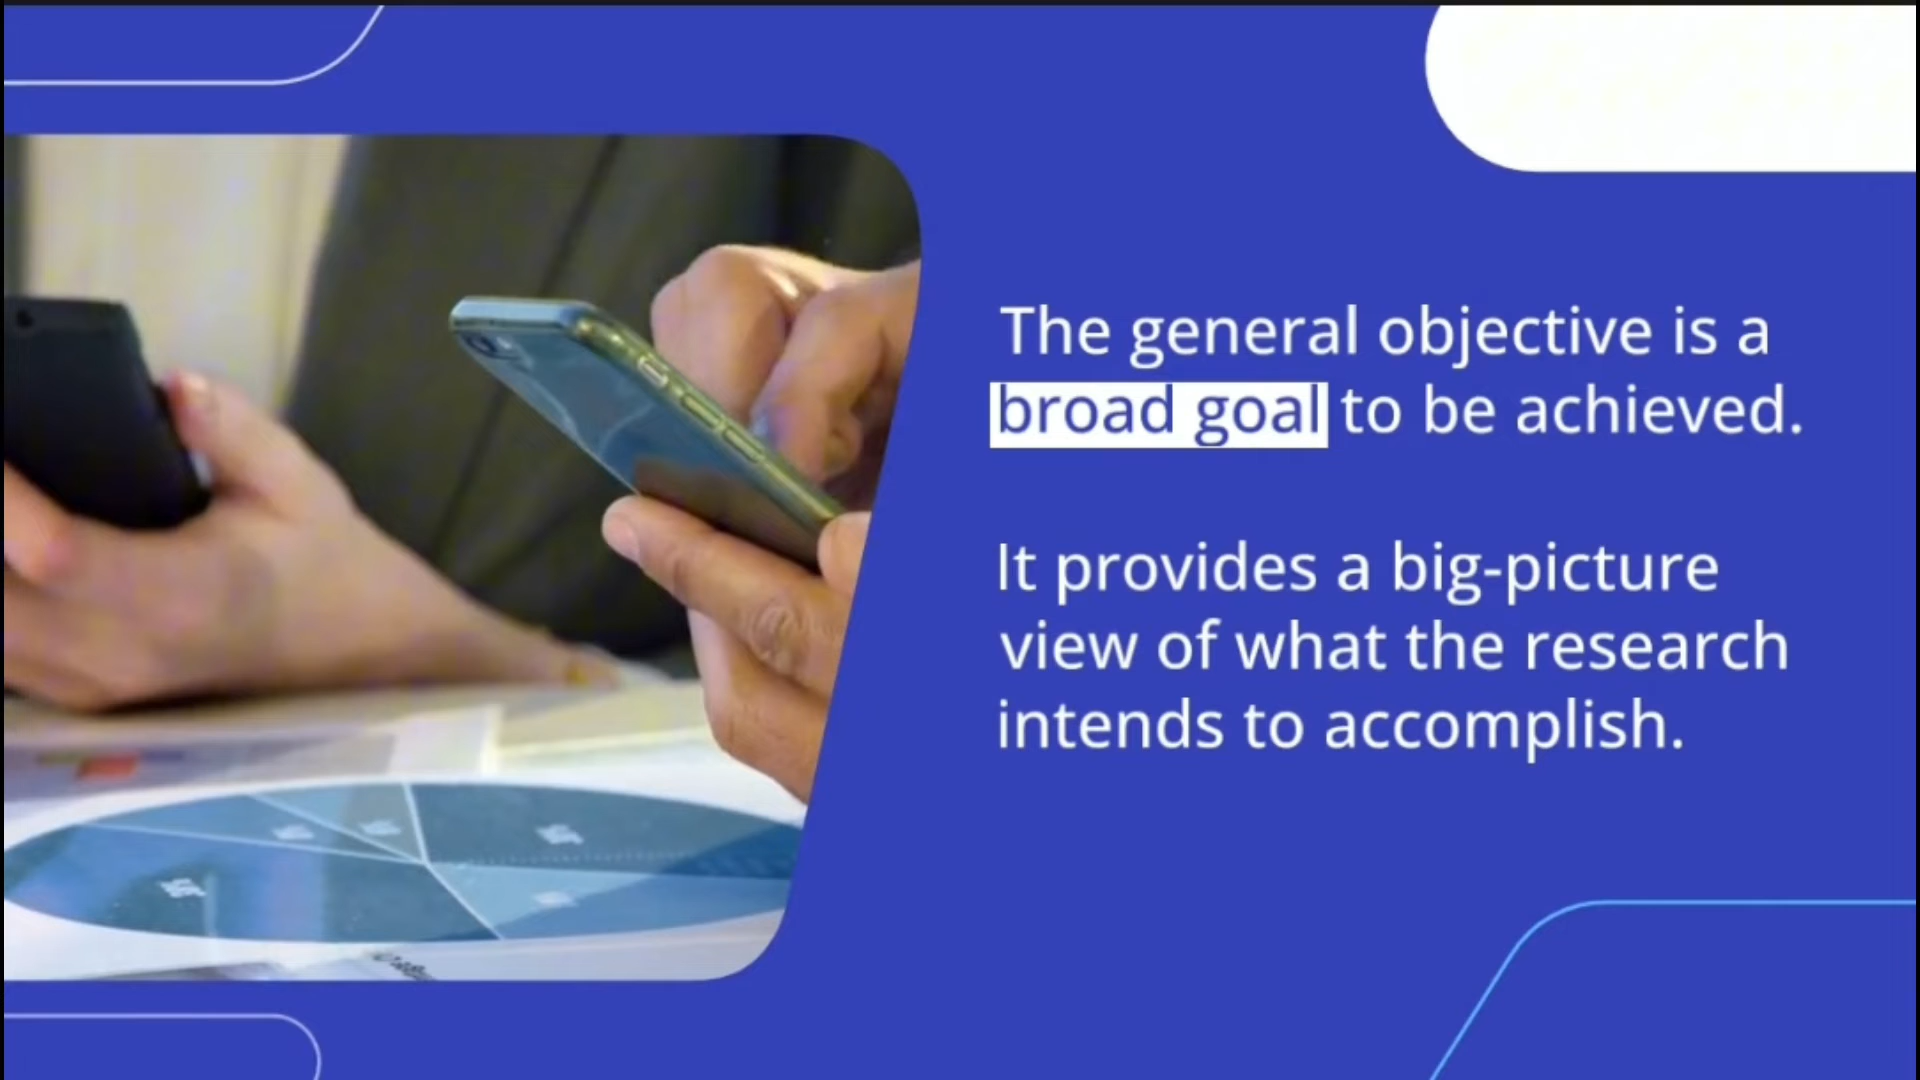 The general objective is a
broad goal to be achieved.
It provides a big-picture
view of what the research
intends to accomplish.